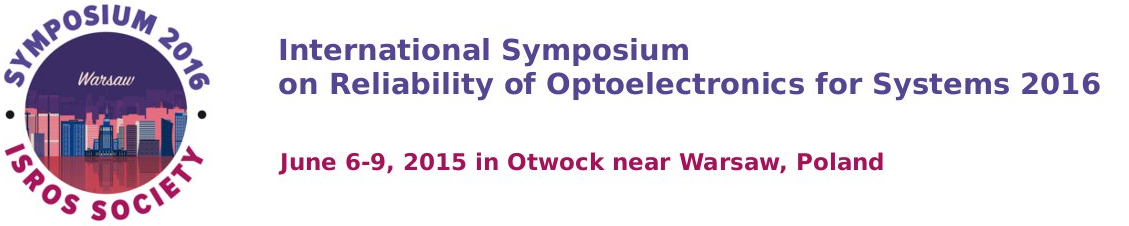 SYMPOSIUM 2016
Warsaw
ISROS SOCIETY
International Symposium
on Reliability of Optoelectronics for Systems 2016
June 6-9, 2015 in Otwock near Warsaw, Poland